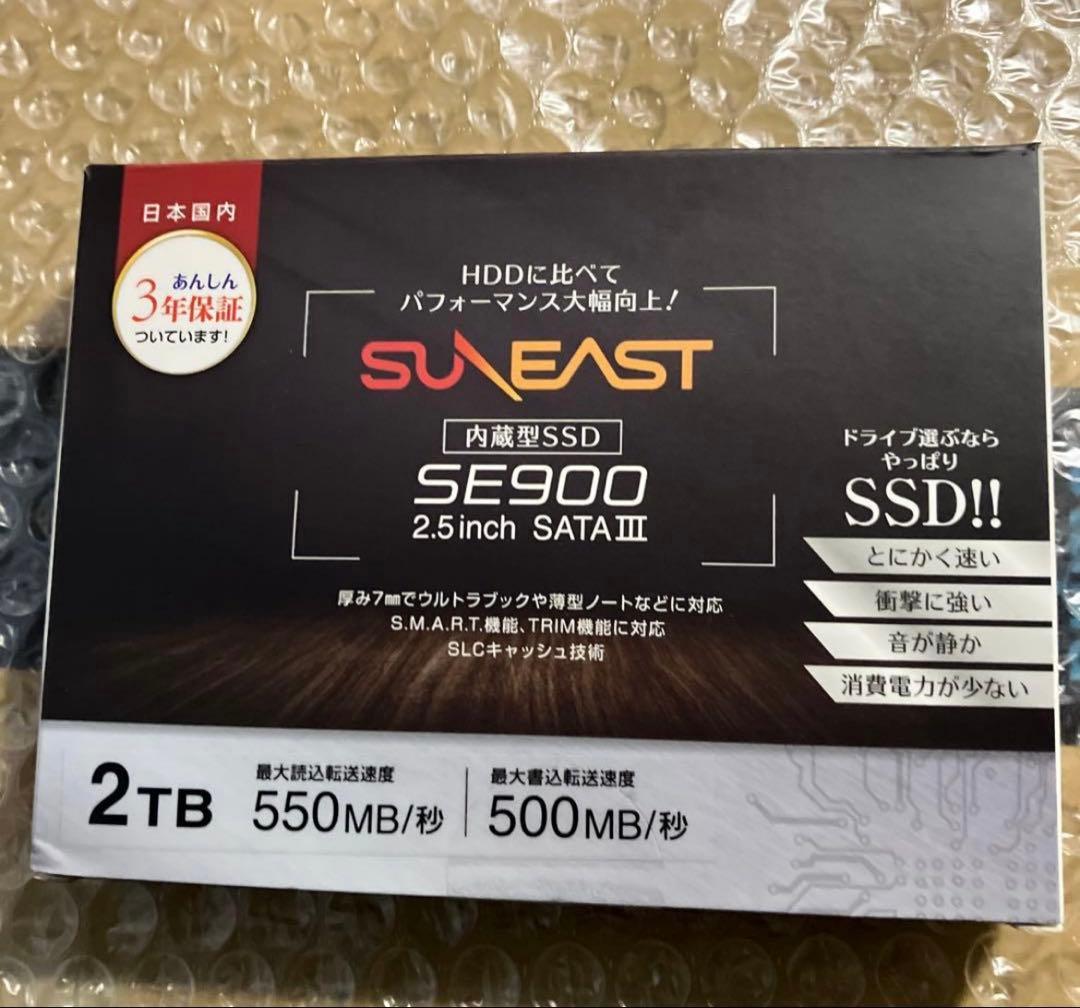 日本国内
あんしん
3年保証
ついています!
HDDに比べて
パフォーマンス大幅向上!
SUNEAST
内蔵型SSD
SE900
2.5inch SATAⅢ
厚み7㎜でウルトラブックや薄型ノートなどに対応
S.M.A.R.T.機能、TRIM機能に対応
SLCキャッシュ技術
ドライブ選ぶなら
やっぱり
SSD!!
とにかく速い
衝撃に強い
音が静か
消費電力が少ない
2TB
最大読込転送速度
550MB/秒
最大書込転送速度
500MB/秒